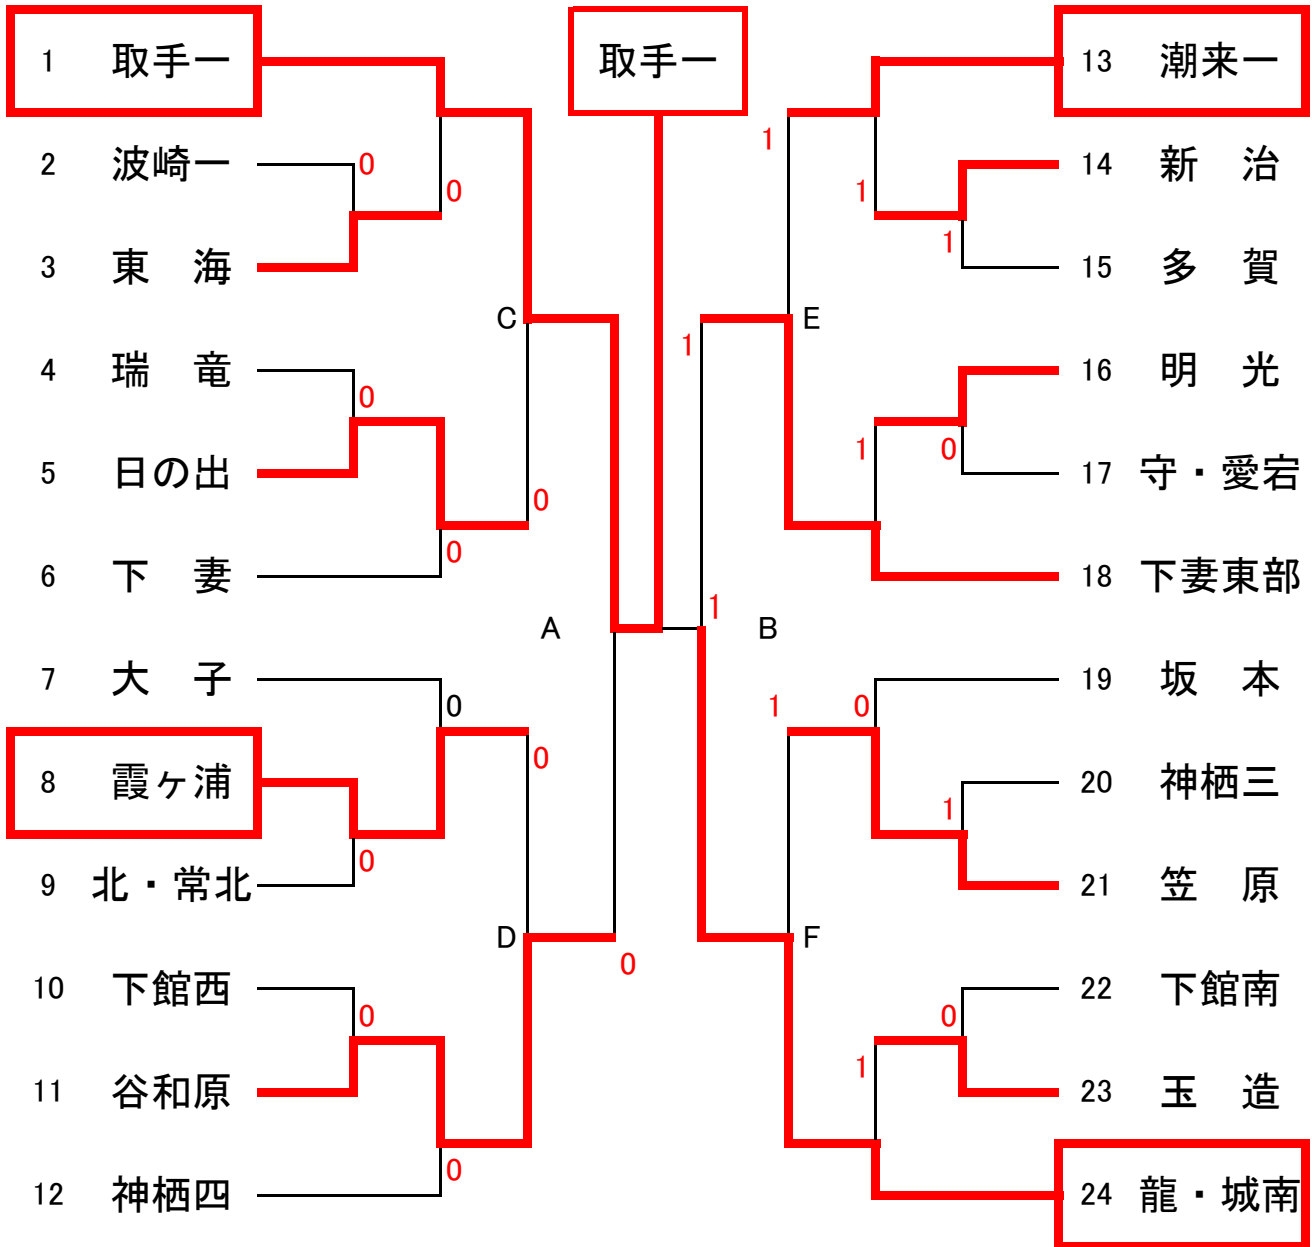 取手一
1 取手一
2 波崎一
0
0
3 東 海
C
4 瑞 竜
0
5 日の出
0
0
6 下 妻
A
7 大 子
0
0
8 霞ヶ浦
0
9 北・常北
D
0
10 下館西
0
11 谷和原
0
12 神栖四
13 潮来一
1
14 新 治
1
1
15 多 賀
E
1
16 明 光
1
0
17 守・愛宕
18 下妻東部
1
B
19 坂 本
1
0
20 神栖三
1
21 笠 原
F
22 下館南
0
1
23 玉 造
24 龍・城南